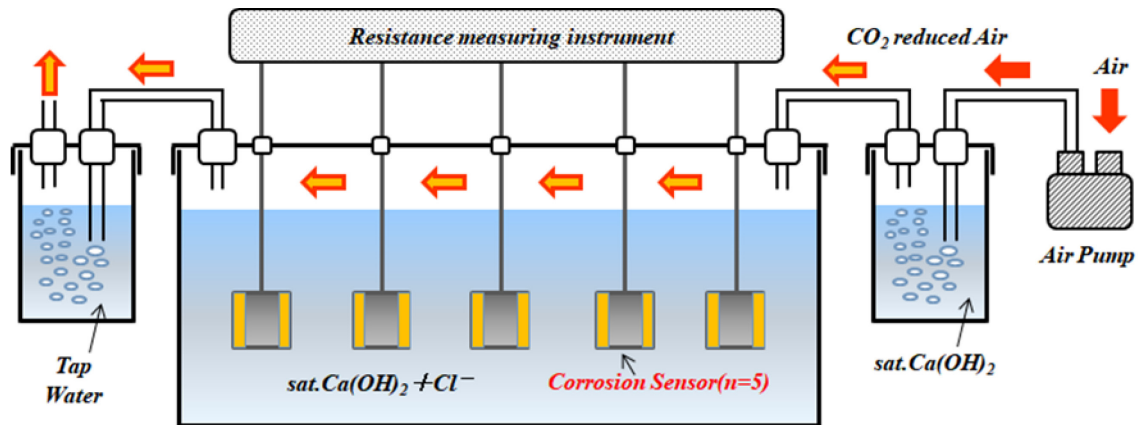 Resistance measuring instrument
CO₂ reduced Air
Air
Air Pump
Tap
Water
sat.Ca(OH)₂+Cl⁻
Corrosion Sensor(n=5)
sat.Ca(OH)₂